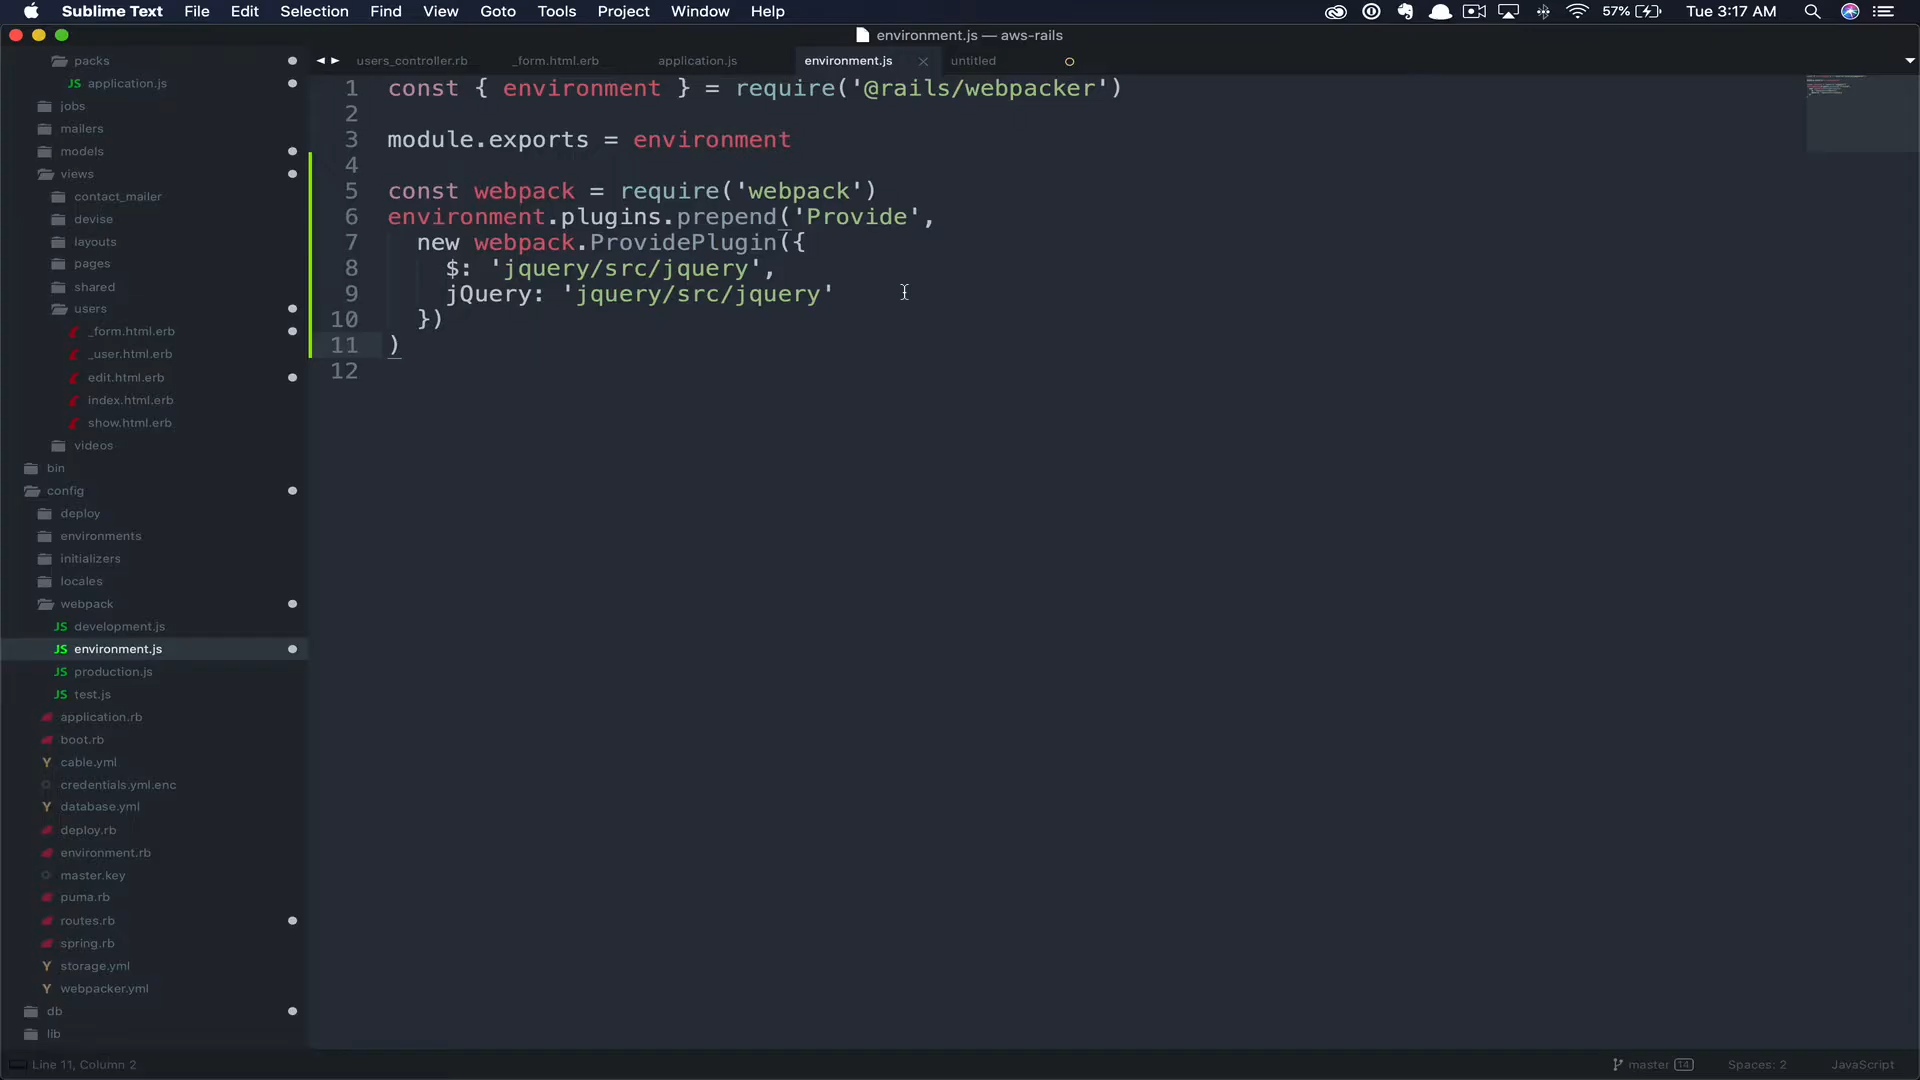 Sublime Text File Edit Selection Find View Goto Tools Project Window Help 57% Tue 3:17 AM
environment.js — aws-rails
users_controller.rb _form.html.erb application.js environment.js untitled
packs
JS application.js
jobs
mailers
models
views
contact_mailer
devise
layouts
pages
shared
users
_form.html.erb
_user.html.erb
edit.html.erb
index.html.erb
show.html.erb
videos
bin
config
deploy
environments
initializers
locales
webpack
JS development.js
JS environment.js
JS production.js
JS test.js
application.rb
boot.rb
Y cable.yml
credentials.yml.enc
Y database.yml
deploy.rb
environment.rb
master.key
puma.rb
routes.rb
spring.rb
Y storage.yml
Y webpacker.yml
db
lib
1 const { environment } = require('@rails/webpacker')
2
3 module.exports = environment
4
5 const webpack = require('webpack')
6 environment.plugins.prepend('Provide',
7 new webpack.ProvidePlugin({
8 $: 'jquery/src/jquery',
9 jQuery: 'jquery/src/jquery'
10 })
11 )
12
Line 11, Column 2 master 14 Spaces: 2 JavaScript